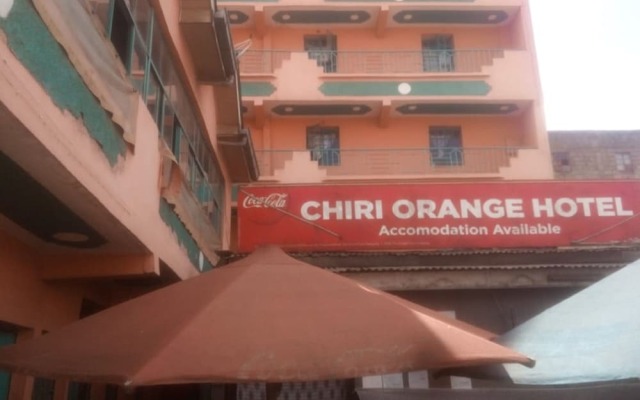 Coca-Cola
CHIRI ORANGE HOTEL
Accomodation Available